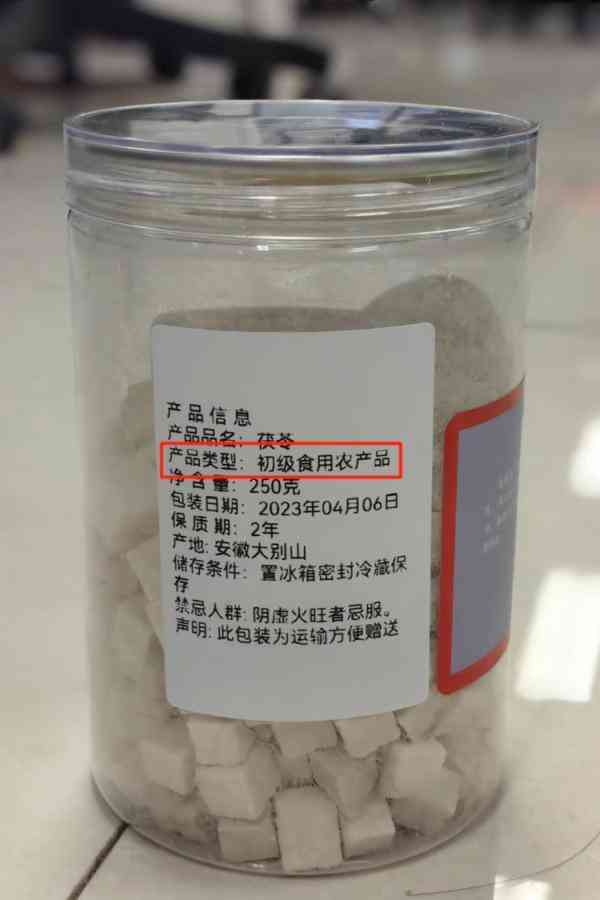 产品信息
产品品名：茯苓
产品类型：初级食用农产品
净含量：250克
包装日期：2023年04月06日
保质期：2年
产地:安徽大别山
储存条件：置冰箱密封冷藏保
存
禁忌人群:阴虚火旺者忌服。
声明:此包装为运输方便赠送